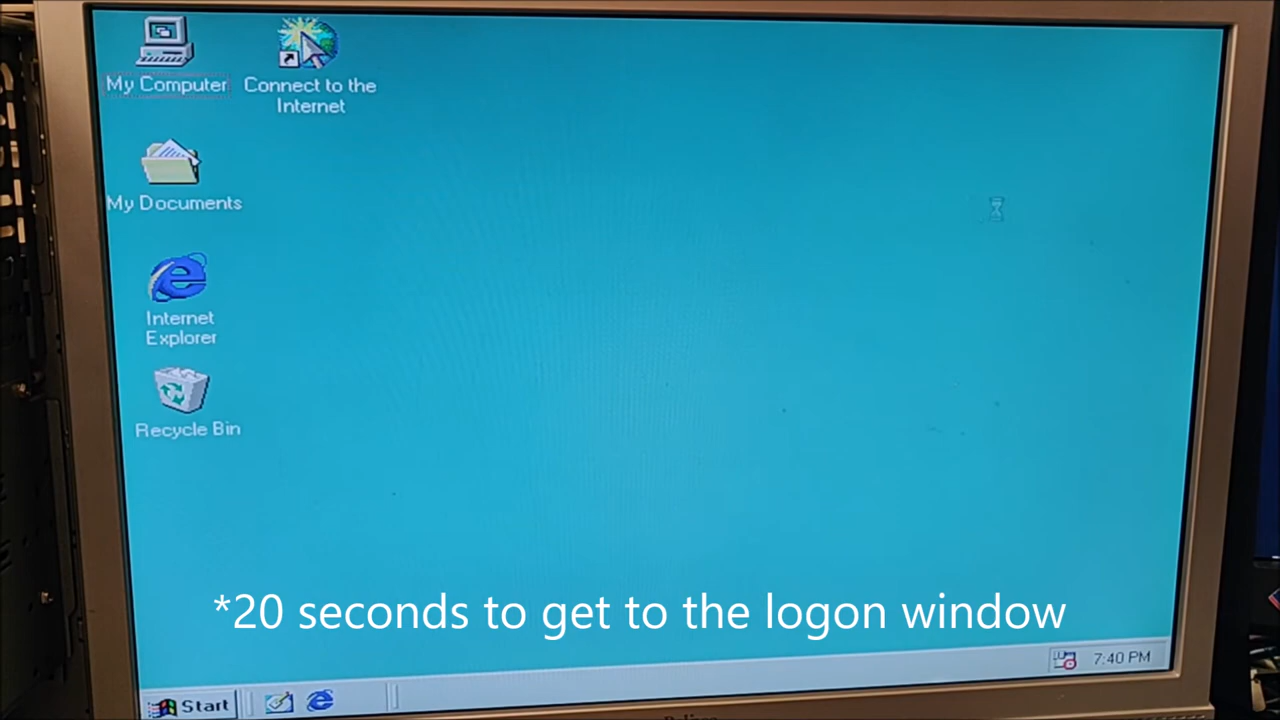 My Computer
Connect to the
Internet
My Documents
Internet
Explorer
Recycle Bin
*20 seconds to get to the logon window
7:40 PM
Start